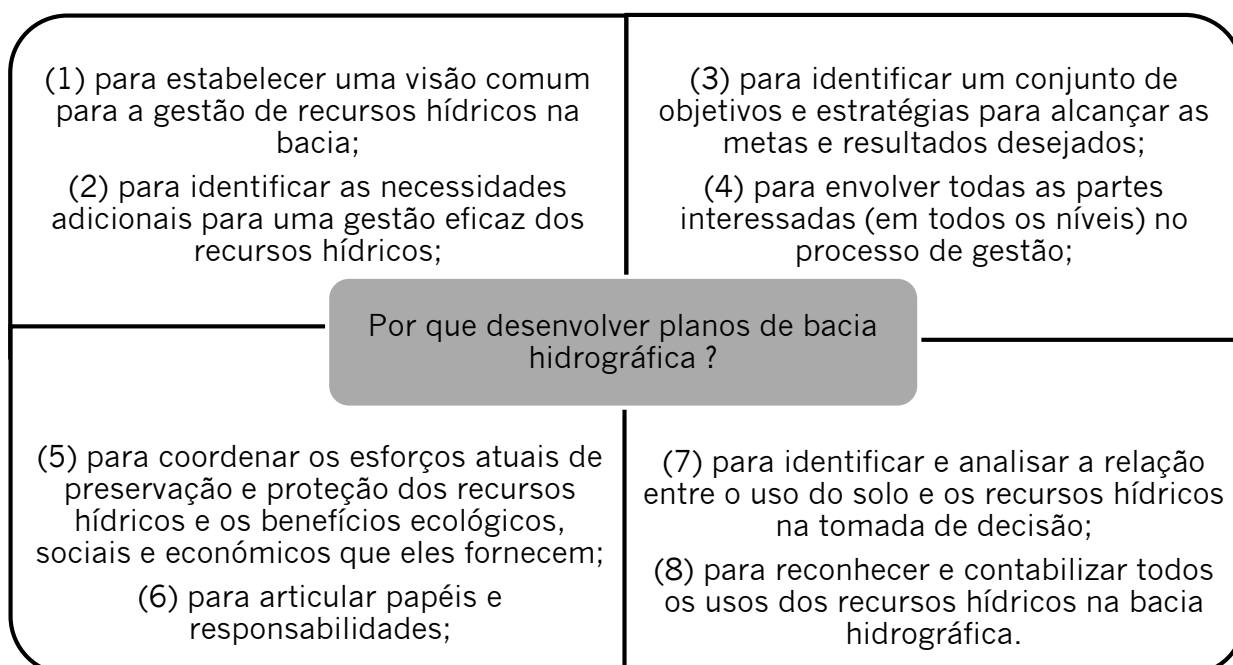 (1) para estabelecer uma visão comum
para a gestão de recursos hídricos na
bacia;
(2) para identificar as necessidades
adicionais para uma gestão eficaz dos
recursos hídricos;
(3) para identificar um conjunto de
objetivos e estratégias para alcançar as
metas e resultados desejados;
(4) para envolver todas as partes
interessadas (em todos os níveis) no
processo de gestão;
Por que desenvolver planos de bacia
hidrográfica ?
(5) para coordenar os esforços atuais de
preservação e proteção dos recursos
hídricos e os benefícios ecológicos,
sociais e económicos que eles fornecem;
(6) para articular papéis e
responsabilidades;
(7) para identificar e analisar a relação
entre o uso do solo e os recursos hídricos
na tomada de decisão;
(8) para reconhecer e contabilizar todos
os usos dos recursos hídricos na bacia
hidrográfica.